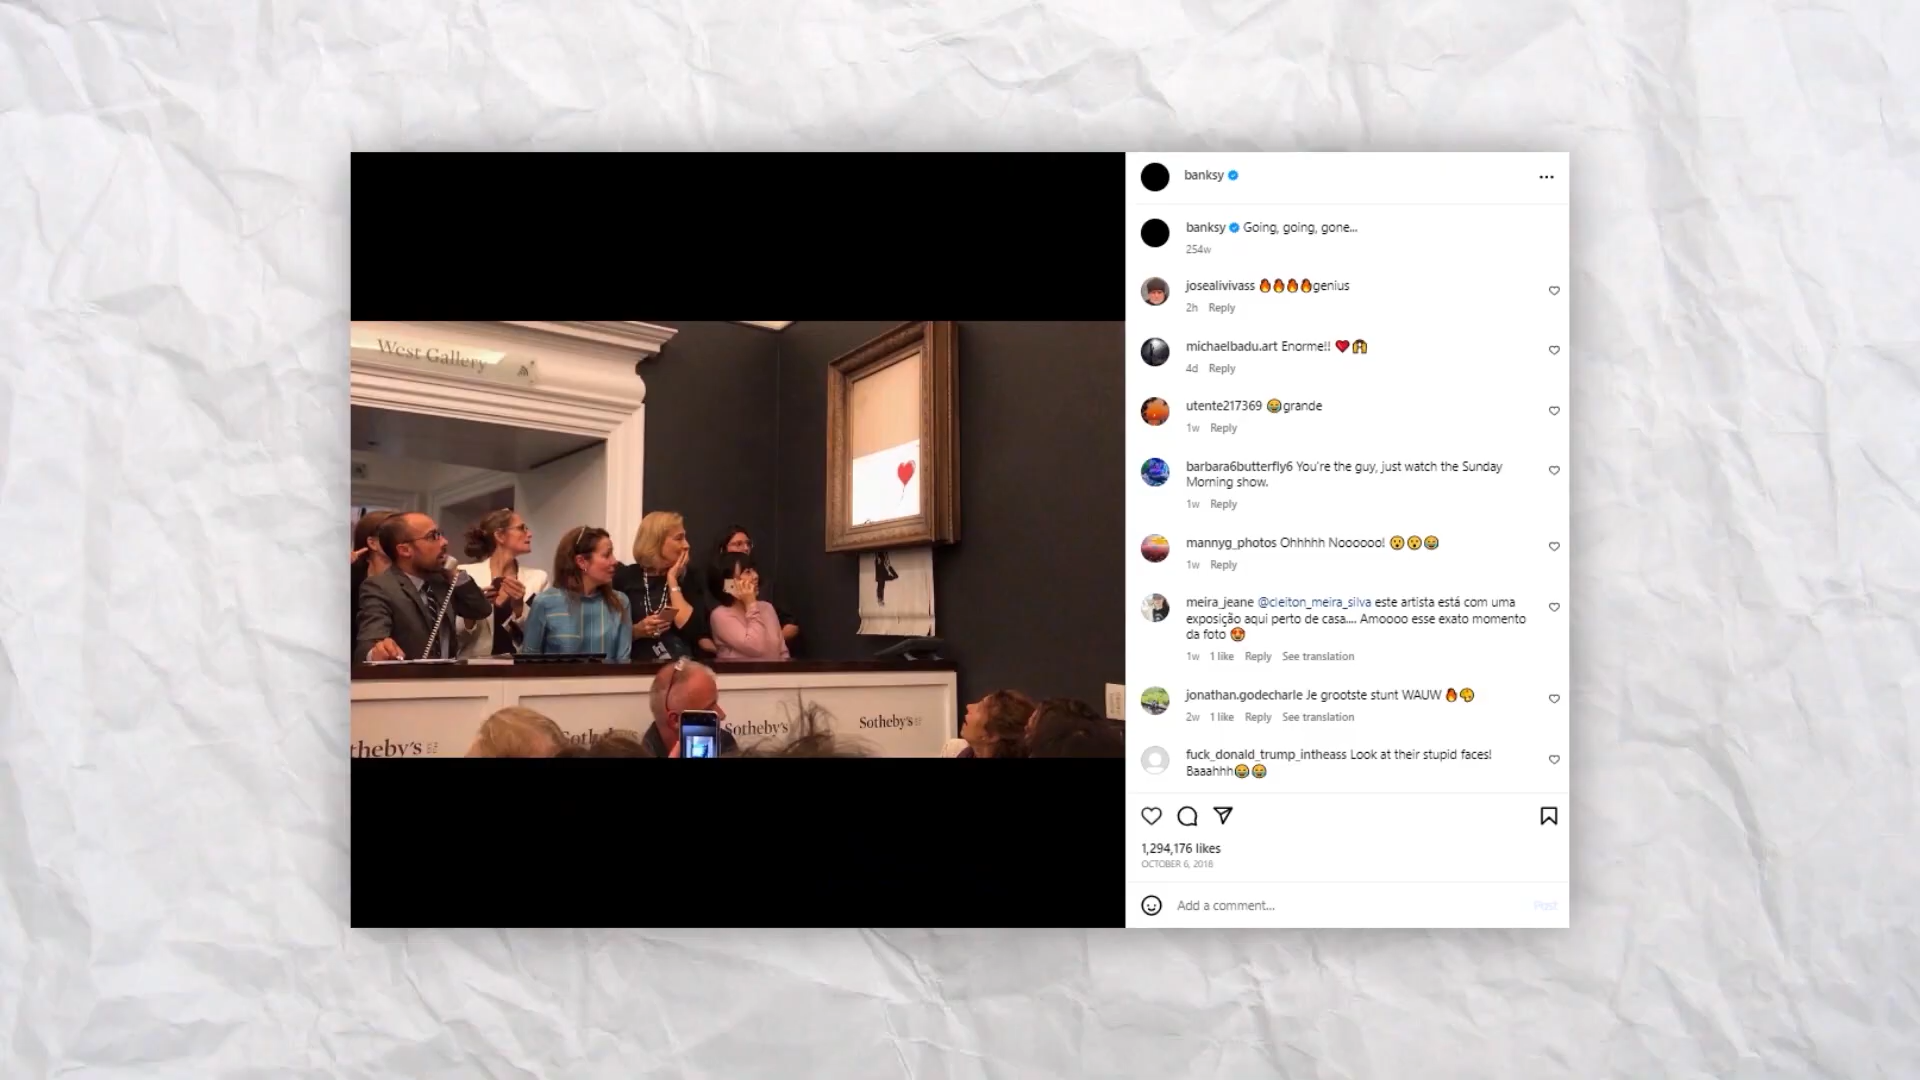 West Gallery
theby's
Sotheby's
Sotheby's
banksy
banksy Going, going, gone...
254w
josealivivass 🔥🔥🔥🔥genius
2h Reply
michaelbadu.art Enorme!! ❤️🙌
4d Reply
utente217369 😂grande
1w Reply
barbara6butterfly6 You're the guy, just watch the Sunday
Morning show.
1w Reply
mannyg_photos Ohhhhh Noooooo! 😮😮😂
1w Reply
meira_jeane @cleiton_meira_silva este artista está com uma
exposição aqui perto de casa.... Amoooo esse exato momento
da foto 😍
1w 1 like Reply See translation
jonathan.godecharle Je grootste stunt WAUW 🔥
2w 1 like Reply See translation
fuck_donald_trump_intheass Look at their stupid faces!
Baaahhh😂😂
1,294,176 likes
OCTOBER 6, 2018
Add a comment...
Post